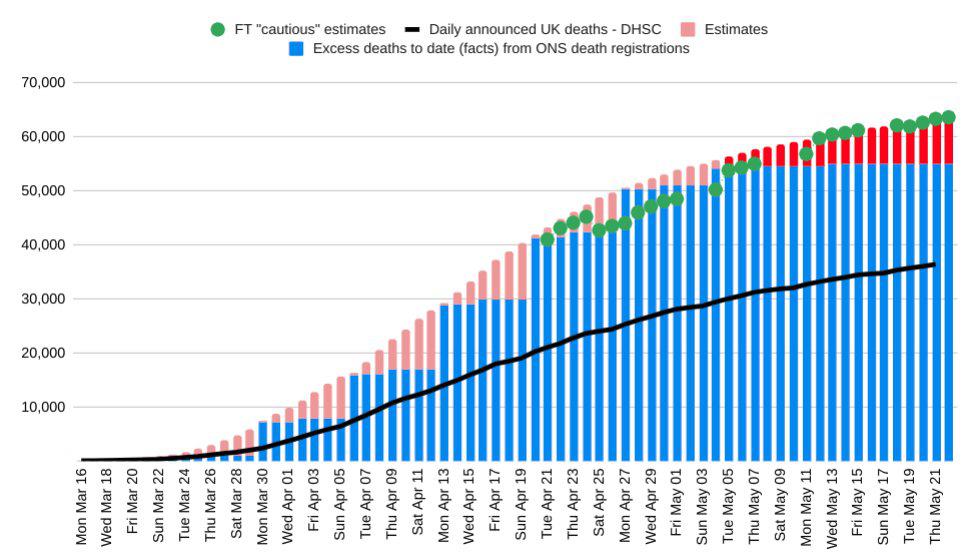 FT "cautious" estimates Daily announced UK deaths - DHSC Estimates
Excess deaths to date (facts) from ONS death registrations
70,000
60,000
50,000
40,000
30,000
20,000
10,000
Mon Mar 16
Wed Mar 18
Fri Mar 20
Sun Mar 22
Tue Mar 24
Thu Mar 26
Sat Mar 28
Mon Mar 30
Wed Apr 01
Fri Apr 03
Sun Apr 05
Tue Apr 07
Thu Apr 09
Sat Apr 11
Mon Apr 13
Wed Apr 15
Fri Apr 17
Sun Apr 19
Tue Apr 21
Thu Apr 23
Sat Apr 25
Mon Apr 27
Wed Apr 29
Fri May 01
Sun May 03
Tue May 05
Thu May 07
Sat May 09
Mon May 11
Wed May 13
Fri May 15
Sun May 17
Tue May 19
Thu May 21